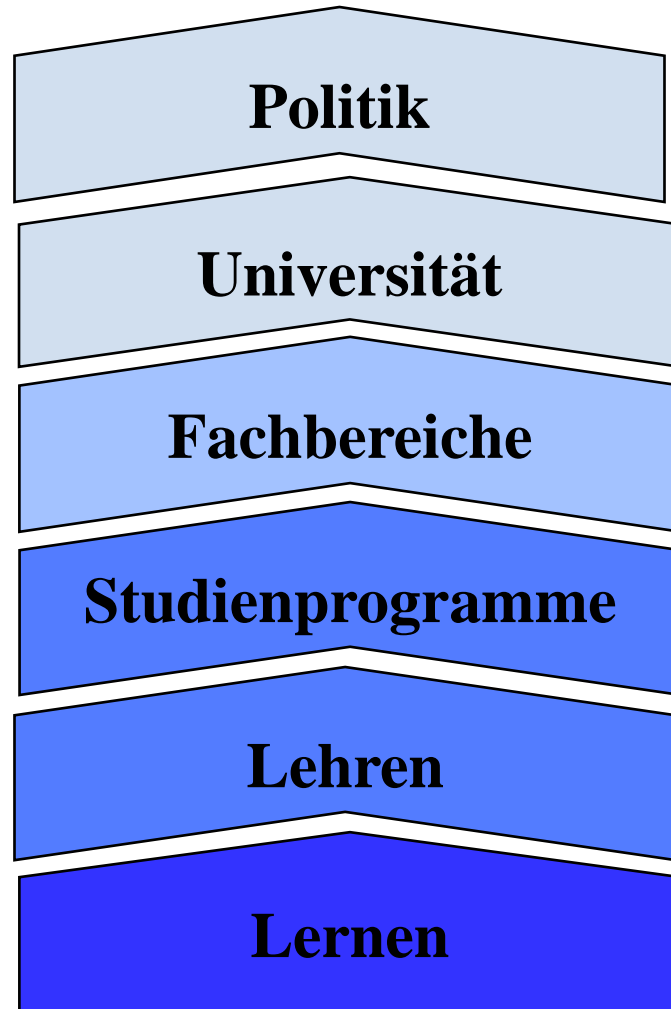 Politik
Universität
Fachbereiche
Studienprogramme
Lehren
Lernen